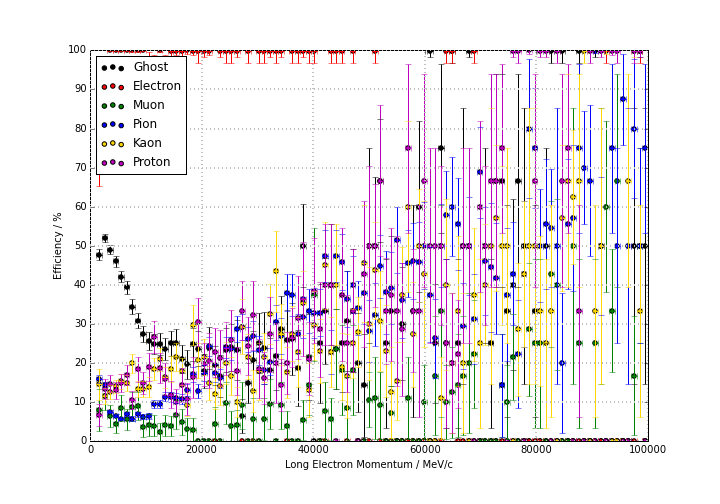 100
90
80
70
60
50
40
30
20
10
0
Efficiency / %
Ghost
Electron
Muon
Pion
Kaon
Proton
0 20000 40000 60000 80000 100000
Long Electron Momentum / MeV/c